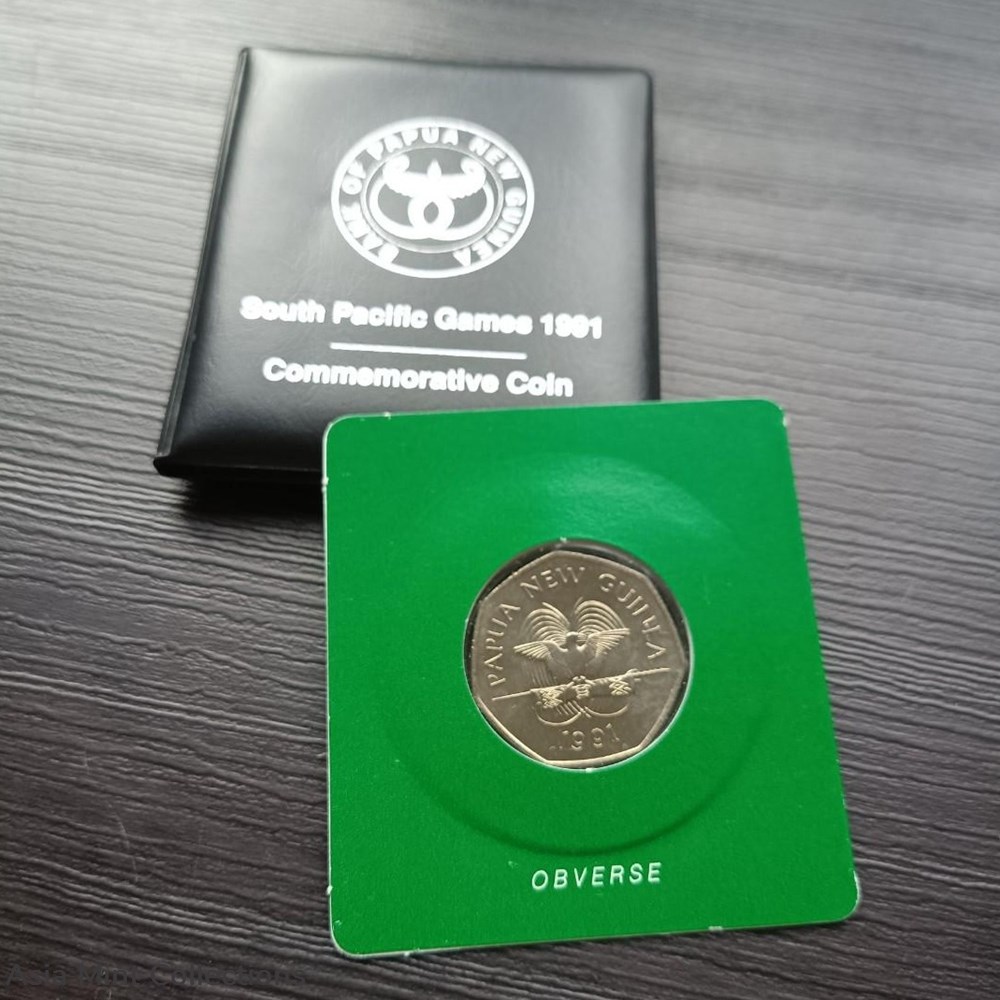 BANK OF PAPUA NEW GUINEA
South Pacific Games 1991
Commemorative Coin
PAPUA NEW GUINEA
1991
OBVERSE